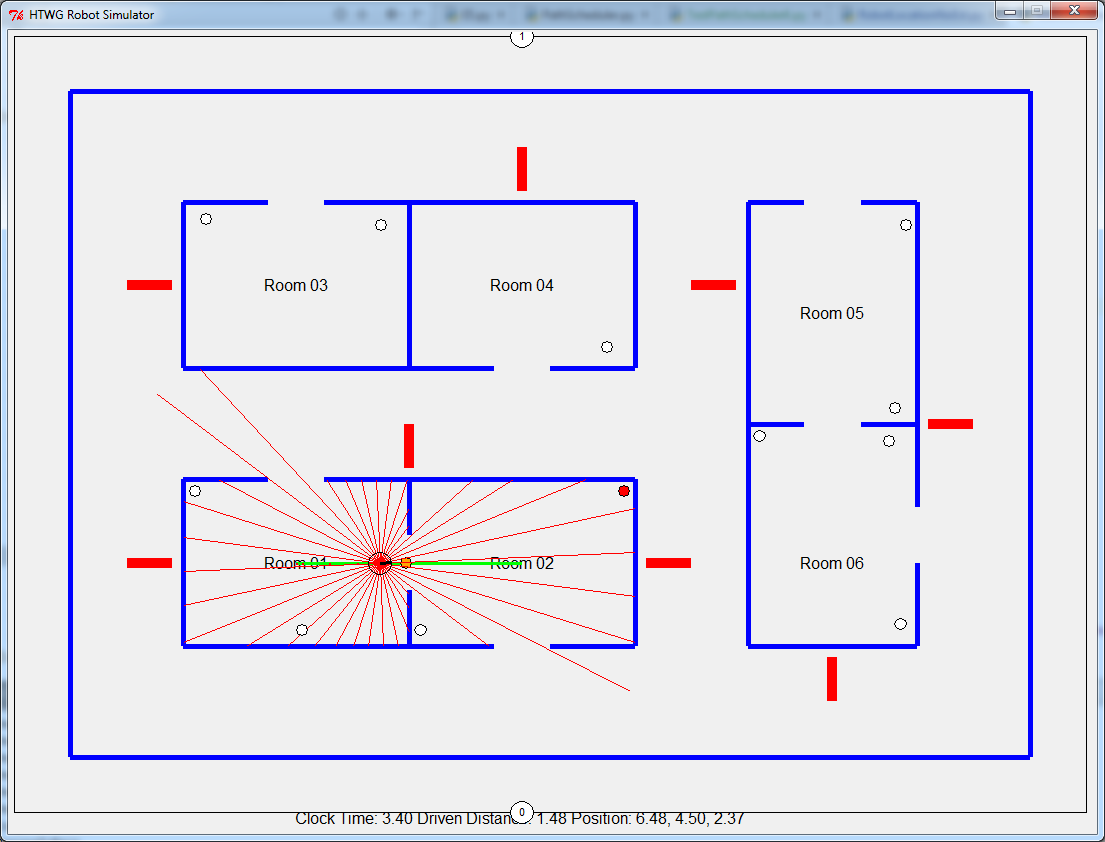 HTWG Robot Simulator
1
Room 03
Room 04
Room 05
Room 01
Room 02
Room 06
0
Clock Time: 3.40 Driven Distance: 1.48 Position: 6.48, 4.50, 2.37